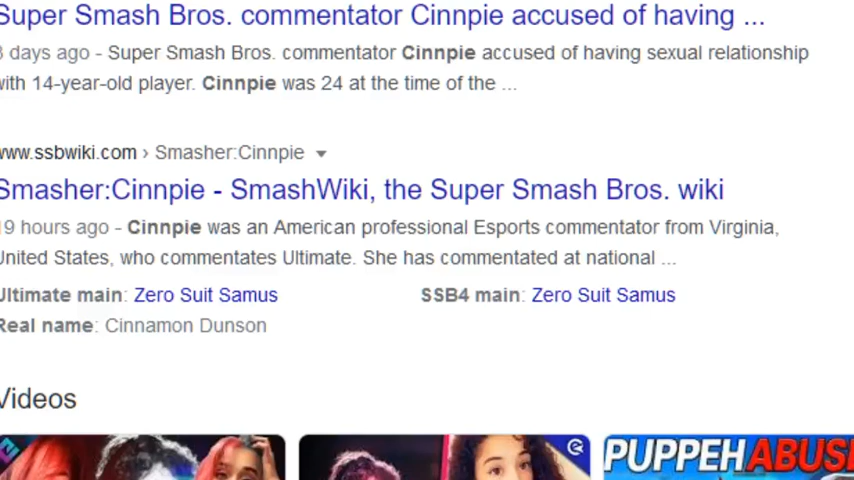 Super Smash Bros. commentator Cinnpie accused of having ...
days ago - Super Smash Bros. commentator Cinnpie accused of having sexual relationship
with 14-year-old player. Cinnpie was 24 at the time of the ...
www.ssbwiki.com › Smasher:Cinnpie
Smasher:Cinnpie - SmashWiki, the Super Smash Bros. wiki
19 hours ago - Cinnpie was an American professional Esports commentator from Virginia,
United States, who commentates Ultimate. She has commentated at national ...
Ultimate main: Zero Suit Samus SSB4 main: Zero Suit Samus
Real name: Cinnamon Dunson
Videos
PUPPEH ABUSE